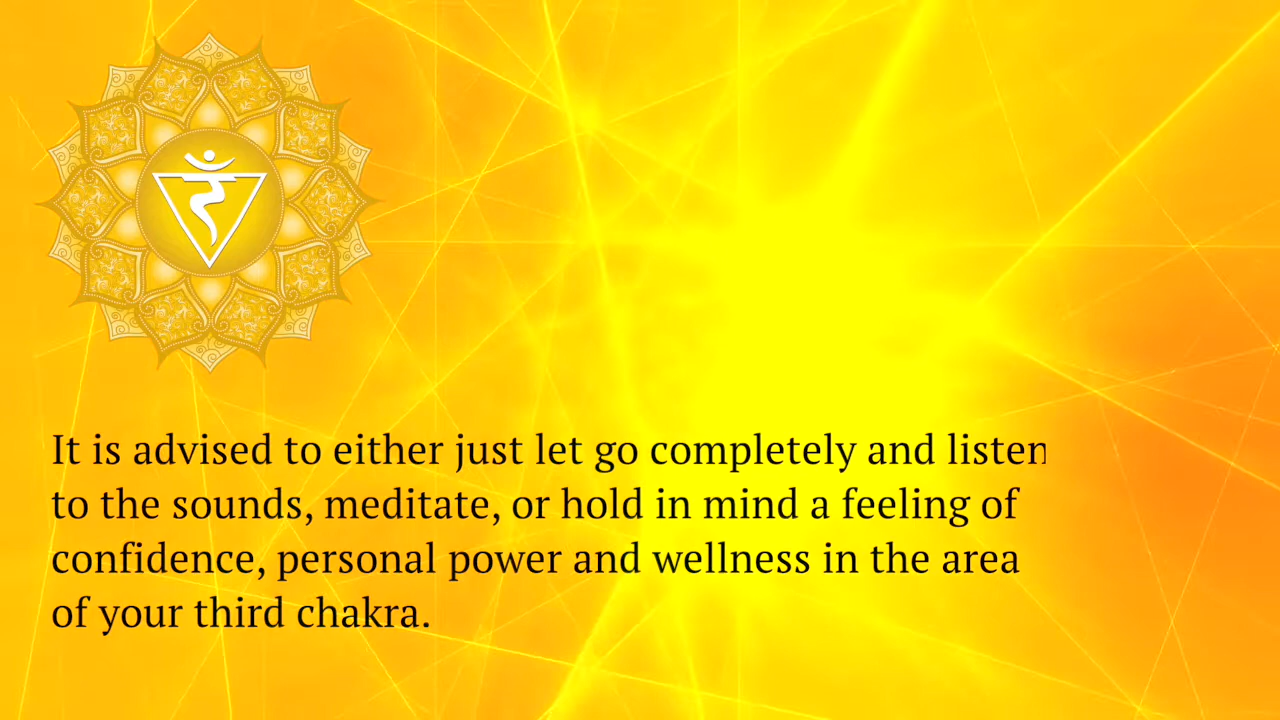 रं
It is advised to either just let go completely and listen
to the sounds, meditate, or hold in mind a feeling of
confidence, personal power and wellness in the area
of your third chakra.